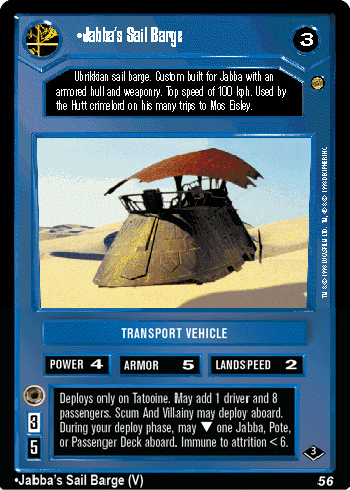 •Jabba's Sail Barge
3
Ubrikkian sail barge. Custom built for Jabba with an
armored hull and weaponry. Top speed of 100 kph. Used by
the Hutt crimelord on his many trips to Mos Eisley.
TM & © 1998 LUCASFILM LTD. TM, ® & © 1998 DECIPHER INC.
TRANSPORT VEHICLE
POWER 4 ARMOR 5 LANDSPEED 2
3
5
Deploys only on Tatooine. May add 1 driver and 8
passengers. Scum And Villainy may deploy aboard.
During your deploy phase, may ▼ one Jabba, Pote,
or Passenger Deck aboard. Immune to attrition < 6.
3
•Jabba's Sail Barge (V) 56